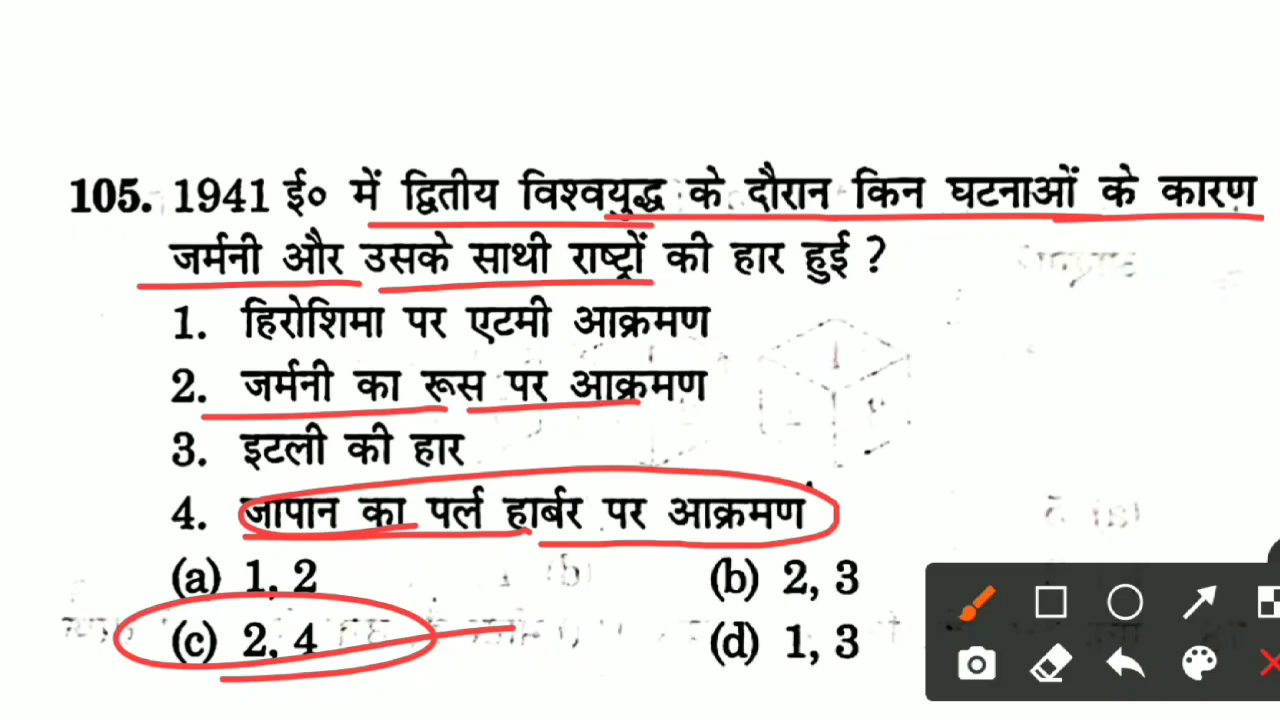 105. 1941 ई० में द्वितीय विश्वयुद्ध के दौरान किन घटनाओं के कारण
जर्मनी और उसके साथी राष्ट्रों की हार हुई ?
1. हिरोशिमा पर एटमी आक्रमण
2. जर्मनी का रूस पर आक्रमण
3. इटली की हार
4. जापान का पर्ल हार्बर पर आक्रमण
(a) 1, 2 (b) 2, 3
(c) 2, 4 (d) 1, 3